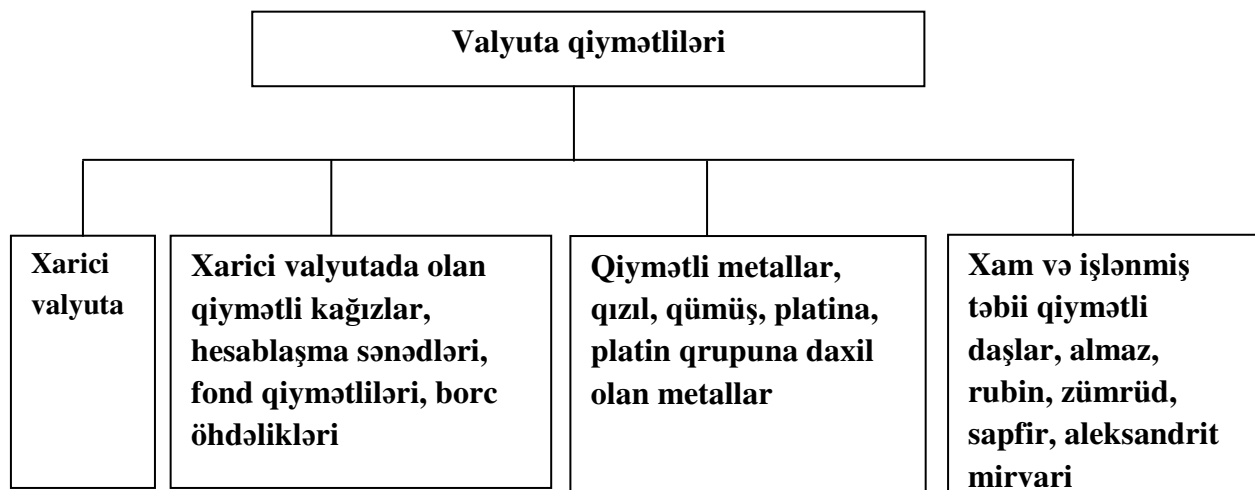 Valyuta qiymətliləri
Xarici
valyuta
Xarici valyutada olan
qiymətli kağızlar,
hesablaşma sənədləri,
fond qiymətliləri, borc
öhdəlikləri
Qiymətli metallar,
qızıl, qümüş, platina,
platin qrupuna daxil
olan metallar
Xam və işlənmiş
təbii qiymətli
daşlar, almaz,
rubin, zümrüd,
sapfir, aleksandrit
mirvari